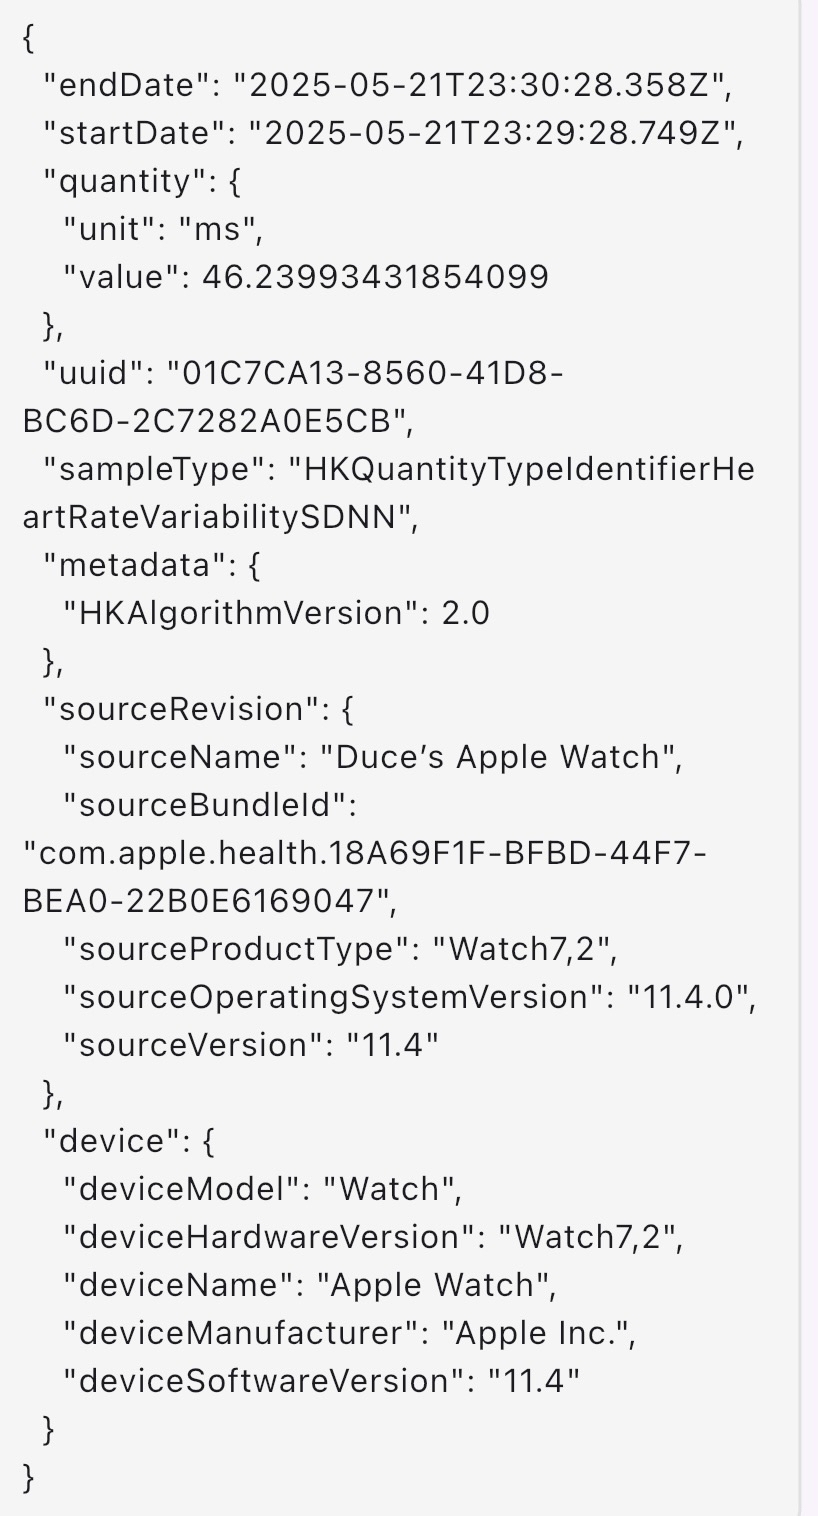 {
"endDate": "2025-05-21T23:30:28.358Z",
"startDate": "2025-05-21T23:29:28.749Z",
"quantity": {
"unit": "ms",
"value": 46.23993431854099
},
"uuid": "01C7CA13-8560-41D8-
BC6D-2C7282A0E5CB",
"sampleType": "HKQuantityTypeIdentifierHe
artRateVariabilitySDNN",
"metadata": {
"HKAlgorithmVersion": 2.0
},
"sourceRevision": {
"sourceName": "Duce’s Apple Watch",
"sourceBundleId":
"com.apple.health.18A69F1F-BFBD-44F7-
BEA0-22B0E6169047",
"sourceProductType": "Watch7,2",
"sourceOperatingSystemVersion": "11.4.0",
"sourceVersion": "11.4"
},
"device": {
"deviceModel": "Watch",
"deviceHardwareVersion": "Watch7,2",
"deviceName": "Apple Watch",
"deviceManufacturer": "Apple Inc.",
"deviceSoftwareVersion": "11.4"
}
}